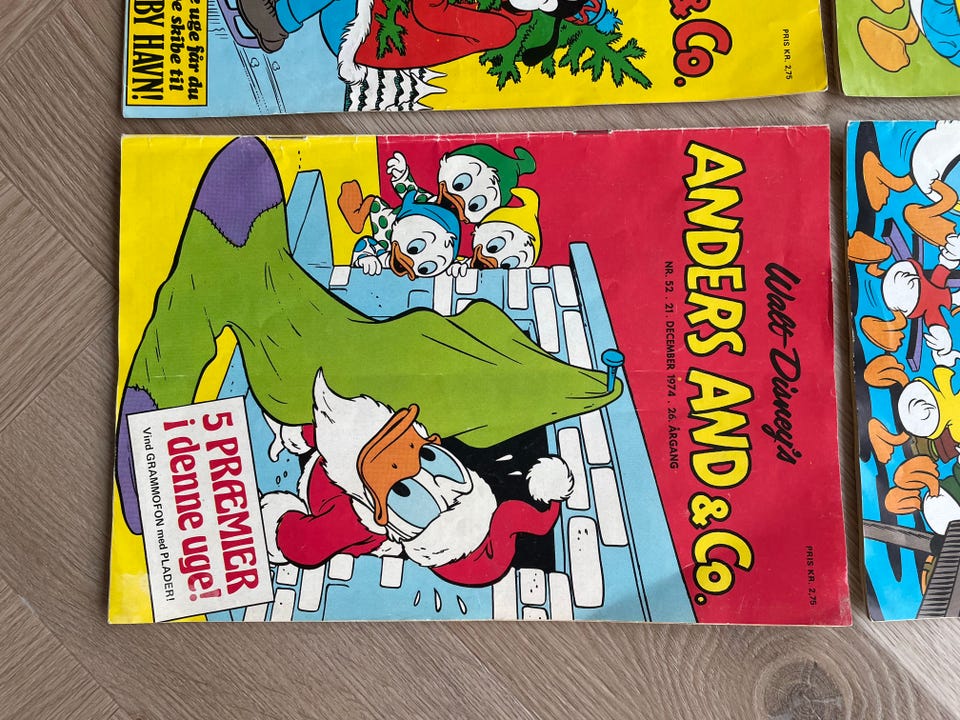 e uge får du
e skibe til
BY HAVN!
& Co.
PRIS KR. 2,75
Walt Disney's
ANDERS AND & Co.
NR. 52 . 21. DECEMBER 1974 . 26. ÅRGANG
PRIS KR. 2,75
5 PRÆMIER
i denne uge!
Vind GRAMMOFON med PLADER!